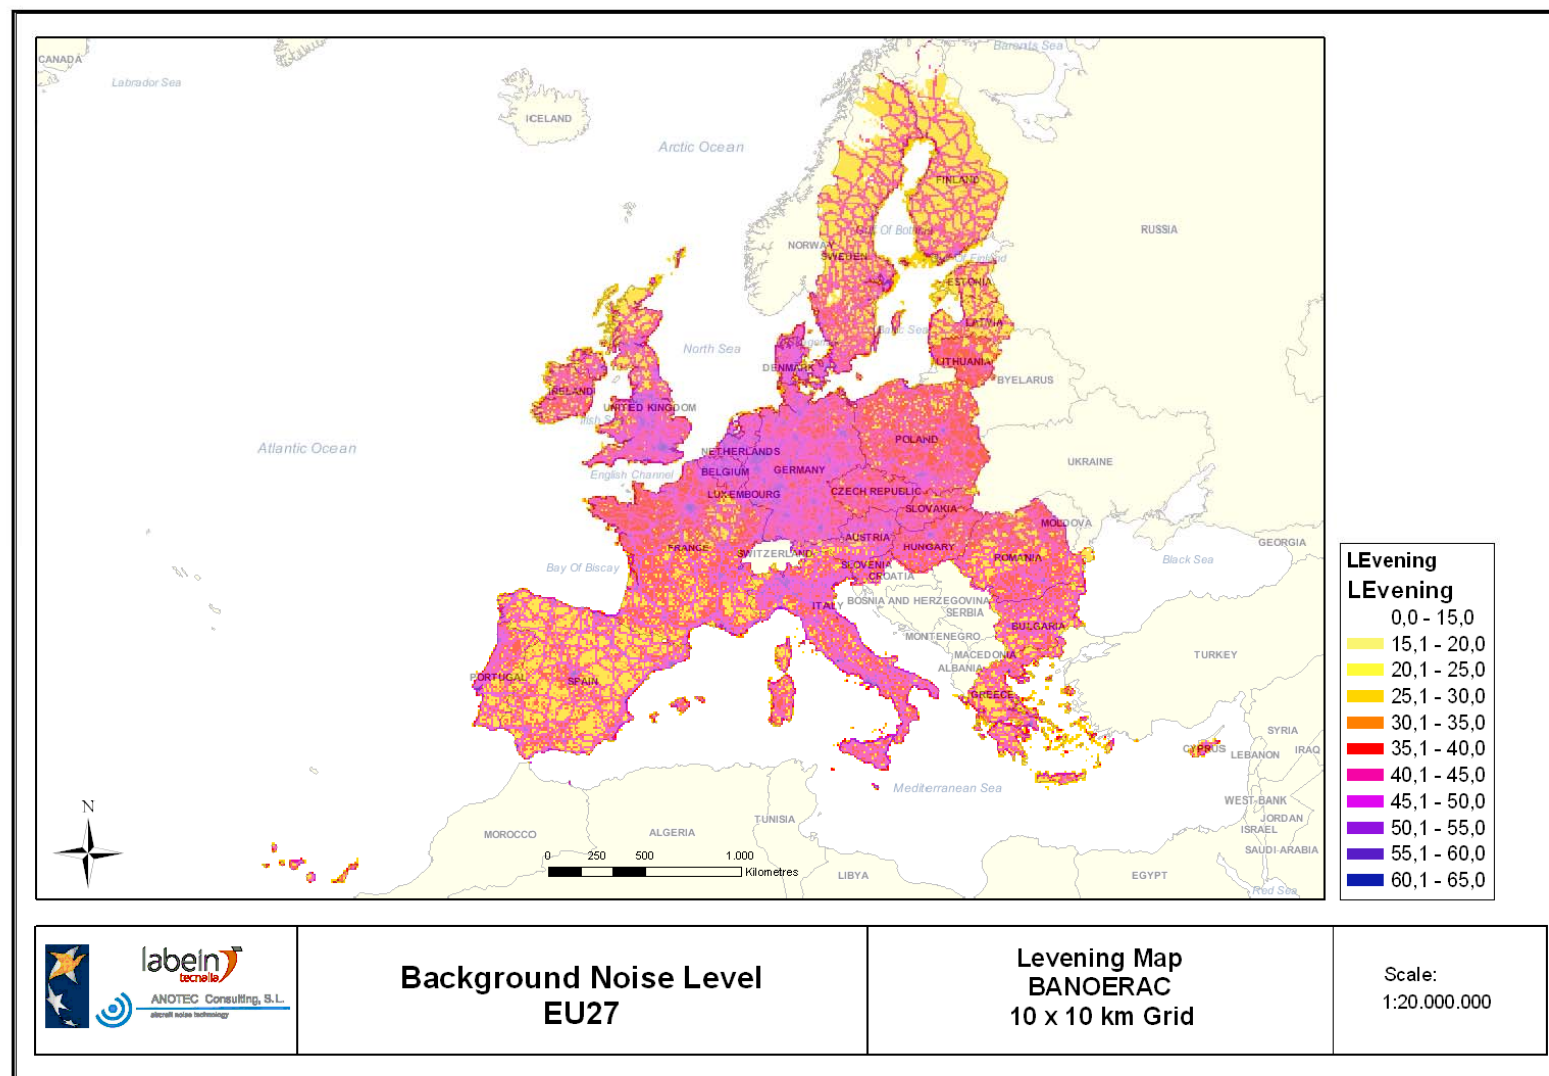 CANADA
Labrador Sea
ICELAND
Arctic Ocean
Barents Sea
RUSSIA
FINLAND
NORWAY
SWEDEN
ESTONIA
LATVIA
LITHUANIA
BYELARUS
North Sea
DENMARK
IRELAND
UNITED KINGDOM
Atlantic Ocean
NETHERLANDS
POLAND
UKRAINE
BELGIUM
GERMANY
English Channel
LUXEMBOURG
CZECH REPUBLIC
SLOVAKIA
MOLDOVA
AUSTRIA
FRANCE
SWITZERLAND
HUNGARY
ROMANIA
GEORGIA
Black Sea
Bay Of Biscay
SLOVENIA
CROATIA
ITALY
BOSNIA AND HERZEGOVINA
SERBIA
BULGARIA
MONTENEGRO
MACEDONIA
ALBANIA
TURKEY
PORTUGAL
SPAIN
GREECE
CYPRUS
SYRIA
LEBANON
IRAQ
Mediterranean Sea
WEST-BANK
JORDAN
ISRAEL
SAUDI-ARABIA
MOROCCO
ALGERIA
TUNISIA
LIBYA
EGYPT
Red Sea
N
0 250 500 1.000
Kilometres
LEvening
LEvening
0,0 - 15,0
15,1 - 20,0
20,1 - 25,0
25,1 - 30,0
30,1 - 35,0
35,1 - 40,0
40,1 - 45,0
45,1 - 50,0
50,1 - 55,0
55,1 - 60,0
60,1 - 65,0
labein
tecnalia
ANOTEC Consulting, S.L.
aircraft noise technology
Background Noise Level
EU27
Levening Map
BANOERAC
10 x 10 km Grid
Scale:
1:20.000.000